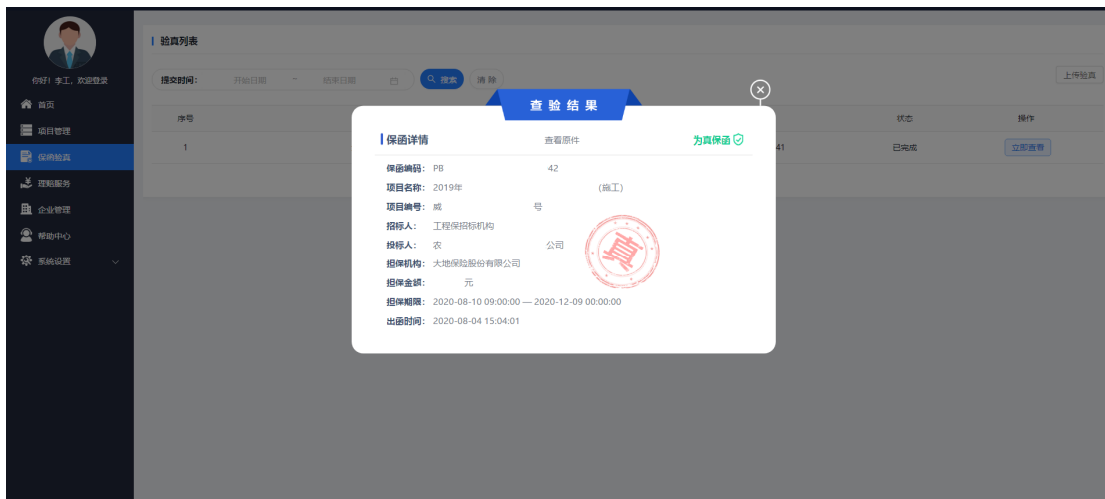 验真列表
你好！李工，欢迎登录
提交时间： 开始日期 ~ 结束日期 搜索 清除
上传验真
首页
项目管理
保函验真
理赔服务
企业管理
帮助中心
系统设置
序号 状态 操作
1 41 已完成 立即查看
查验结果
保函详情 查看原件 为真保函
保函编码： PB 42
项目名称： 2019年 (施工)
项目编号： 威 号
招标人： 工程保招标机构
投标人： 农 公司
担保机构： 大地保险股份有限公司
担保金额： 元
担保期限： 2020-08-10 09:00:00 — 2020-12-09 00:00:00
出函时间： 2020-08-04 15:04:01
真